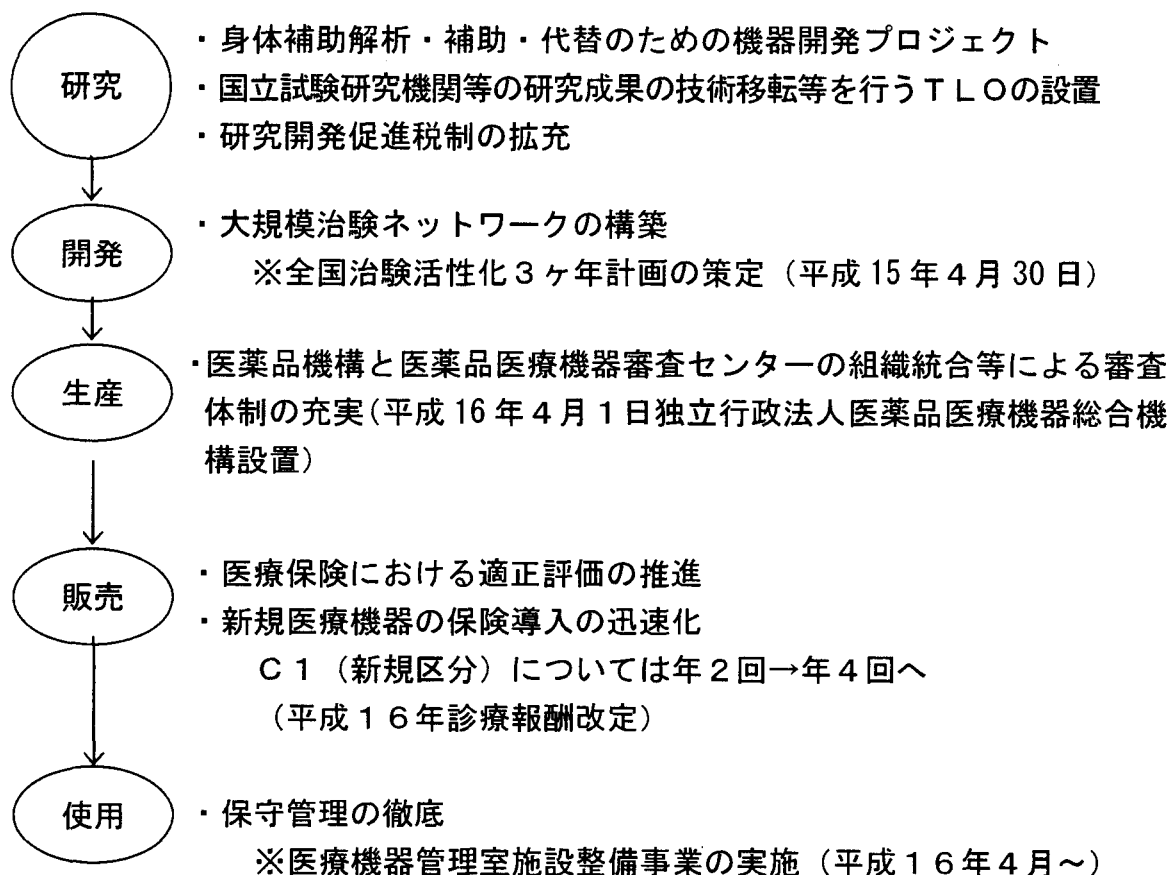 研究
・身体補助解析・補助・代替のための機器開発プロジェクト
・国立試験研究機関等の研究成果の技術移転等を行うTLOの設置
・研究開発促進税制の拡充
開発
・大規模治験ネットワークの構築
※全国治験活性化3ヶ年計画の策定（平成15年4月30日）
生産
・医薬品機構と医薬品医療機器審査センターの組織統合等による審査
体制の充実（平成16年4月1日独立行政法人医薬品医療機器総合機
構設置）
販売
・医療保険における適正評価の推進
・新規医療機器の保険導入の迅速化
C1（新規区分）については年2回→年4回へ
（平成16年診療報酬改定）
使用
・保守管理の徹底
※医療機器管理室施設整備事業の実施（平成16年4月～）